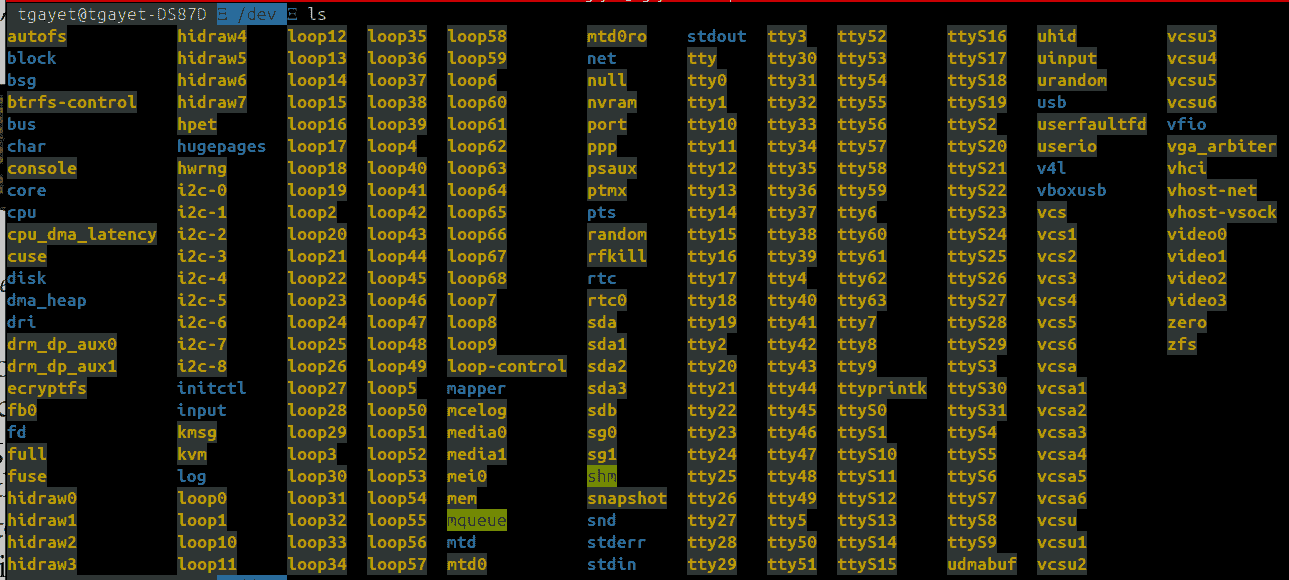 tgayet@tgayet-DS87D /dev ls
autofs hidraw4 loop12 loop35 loop58 mtd0ro stdout tty3 tty52 ttyS16 uhid vcsu3
block hidraw5 loop13 loop36 loop59 net tty tty30 tty53 ttyS17 uinput vcsu4
bsg hidraw6 loop14 loop37 loop6 null tty0 tty31 tty54 ttyS18 urandom vcsu5
btrfs-control hidraw7 loop15 loop38 loop60 nvram tty1 tty32 tty55 ttyS19 usb vcsu6
bus hpet loop16 loop39 loop61 port tty10 tty33 tty56 ttyS2 userfaultfd vfio
char hugepages loop17 loop4 loop62 ppp tty11 tty34 tty57 ttyS20 userio vga_arbiter
console hwrng loop18 loop40 loop63 psaux tty12 tty35 tty58 ttyS21 v4l vhci
core i2c-0 loop19 loop41 loop64 ptmx tty13 tty36 tty59 ttyS22 vboxusb vhost-net
cpu i2c-1 loop2 loop42 loop65 pts tty14 tty37 tty6 ttyS23 vcs vhost-vsock
cpu_dma_latency i2c-2 loop20 loop43 loop66 random tty15 tty38 tty60 ttyS24 vcs1 video0
cuse i2c-3 loop21 loop44 loop67 rfkill tty16 tty39 tty61 ttyS25 vcs2 video1
disk i2c-4 loop22 loop45 loop68 rtc tty17 tty4 tty62 ttyS26 vcs3 video2
dma_heap i2c-5 loop23 loop46 loop7 rtc0 tty18 tty40 tty63 ttyS27 vcs4 video3
dri i2c-6 loop24 loop47 loop8 sda tty19 tty41 tty7 ttyS28 vcs5 zero
drm_dp_aux0 i2c-7 loop25 loop48 loop9 sda1 tty2 tty42 tty8 ttyS29 vcs6 zfs
drm_dp_aux1 i2c-8 loop26 loop49 loop-control sda2 tty20 tty43 tty9 ttyS3 vcsa
ecryptfs initctl loop27 loop5 mapper sda3 tty21 tty44 ttyprintk ttyS30 vcsa1
fb0 input loop28 loop50 mcelog sdb tty22 tty45 ttyS0 ttyS31 vcsa2
fd kmsg loop29 loop51 media0 sg0 tty23 tty46 ttyS1 ttyS4 vcsa3
full kvm loop3 loop52 media1 sg1 tty24 tty47 ttyS10 ttyS5 vcsa4
fuse log loop30 loop53 mei0 shm tty25 tty48 ttyS11 ttyS6 vcsa5
hidraw0 loop0 loop31 loop54 mem snapshot tty26 tty49 ttyS12 ttyS7 vcsa6
hidraw1 loop1 loop32 loop55 mqueue snd tty27 tty5 ttyS13 ttyS8 vcsu
hidraw2 loop10 loop33 loop56 mtd stderr tty28 tty50 ttyS14 ttyS9 vcsu1
hidraw3 loop11 loop34 loop57 mtd0 stdin tty29 tty51 ttyS15 udmabuf vcsu2